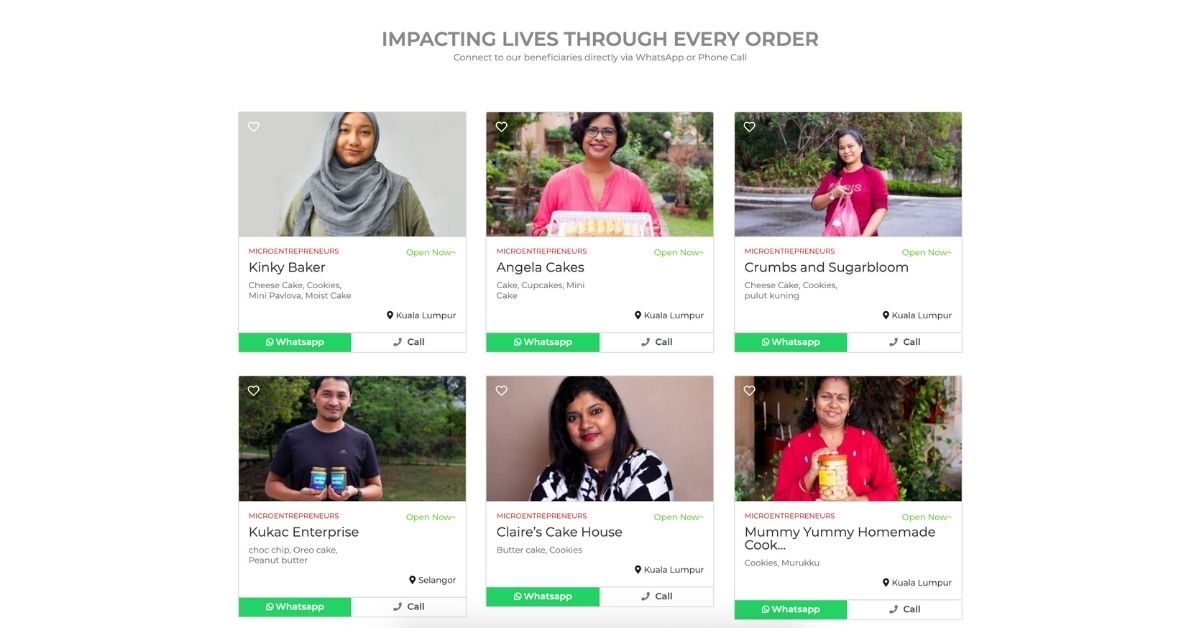 IMPACTING LIVES THROUGH EVERY ORDER
Connect to our beneficiaries directly via WhatsApp or Phone Call
MICROENTREPRENEURS
Open Now~
Kinky Baker
Cheese Cake, Cookies,
Mini Pavlova, Moist Cake
Kuala Lumpur
Whatsapp
Call
MICROENTREPRENEURS
Open Now~
Angela Cakes
Cake, Cupcakes, Mini
Cake
Kuala Lumpur
Whatsapp
Call
MICROENTREPRENEURS
Open Now~
Crumbs and Sugarbloom
Cheese Cake, Cookies,
pulut kuning
Kuala Lumpur
Whatsapp
Call
MICROENTREPRENEURS
Open Now~
Kukac Enterprise
choc chip, Oreo cake,
Peanut butter
Selangor
Whatsapp
Call
MICROENTREPRENEURS
Open Now~
Claire’s Cake House
Butter cake, Cookies
Kuala Lumpur
Whatsapp
Call
MICROENTREPRENEURS
Open Now~
Mummy Yummy Homemade
Cook...
Cookies, Murukku
Kuala Lumpur
Whatsapp
Call